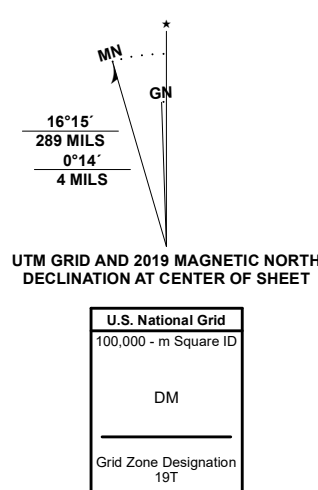 ★
MN
GN
16°15´
289 MILS
0°14´
4 MILS
UTM GRID AND 2019 MAGNETIC NORTH
DECLINATION AT CENTER OF SHEET
U.S. National Grid
100,000 - m Square ID
DM
Grid Zone Designation
19T